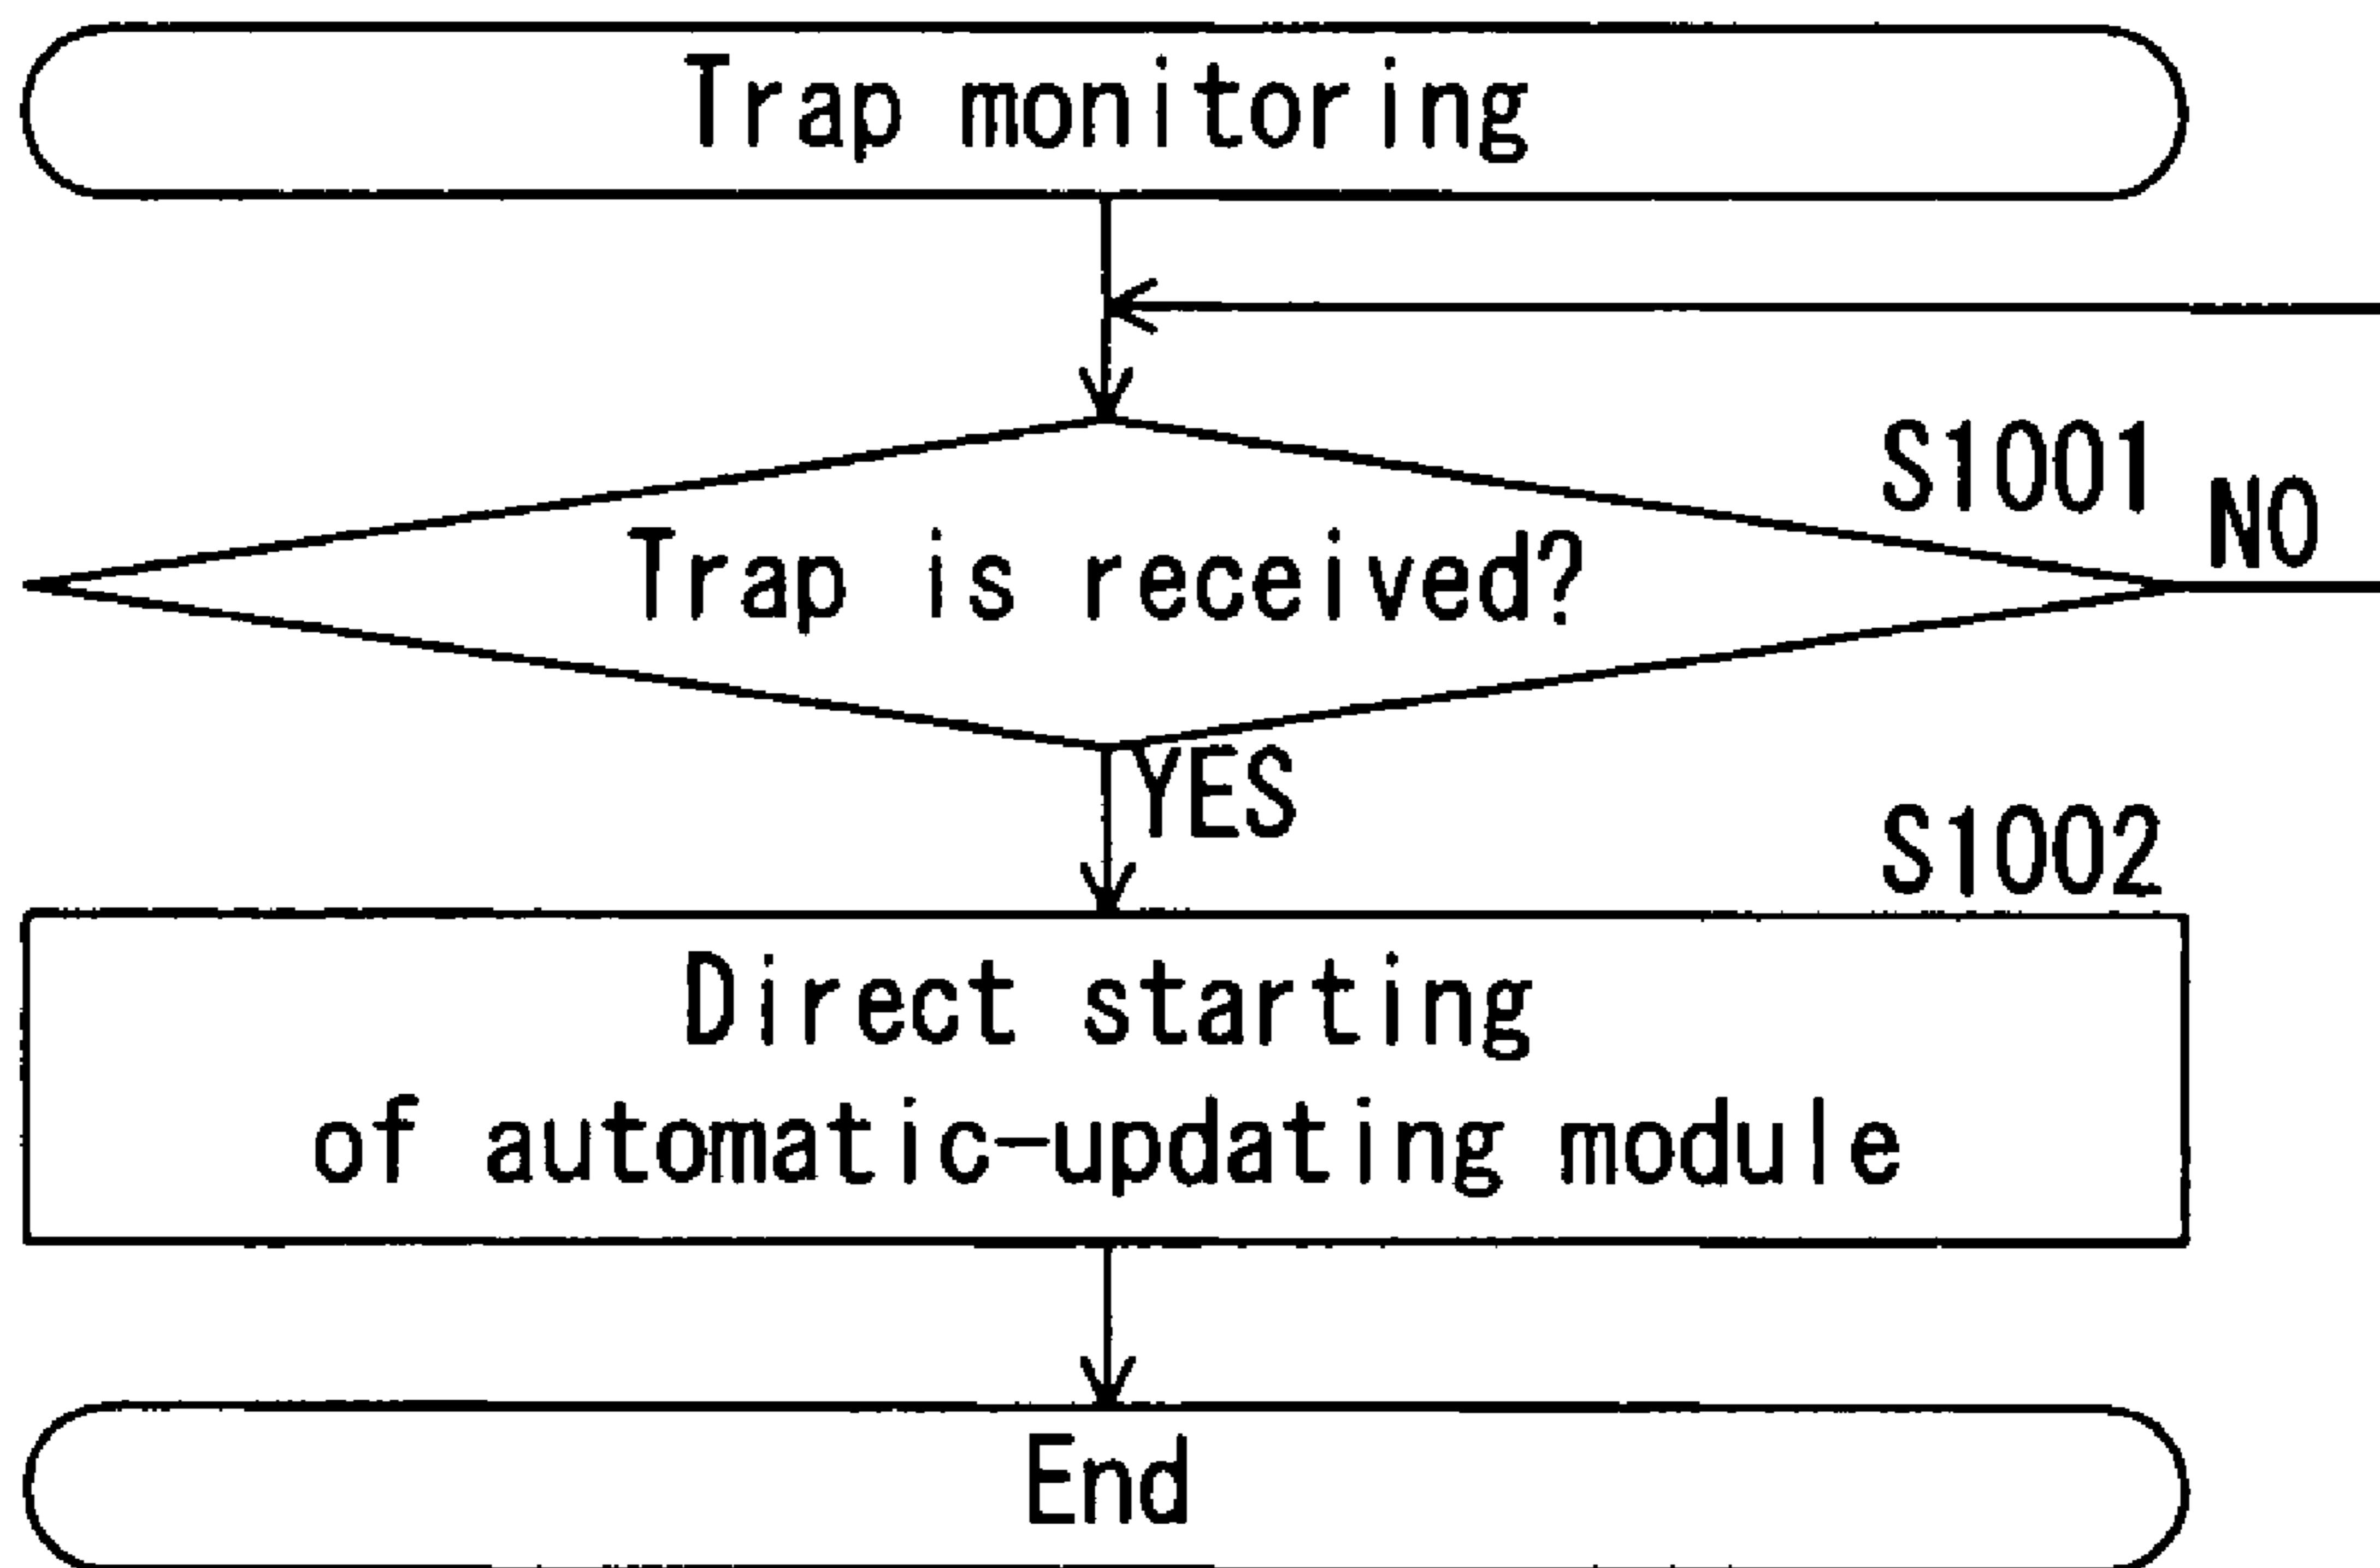 Trap monitoring
S1001
NO
Trap is received?
YES
S1002
Direct starting
of automatic-updating module
End